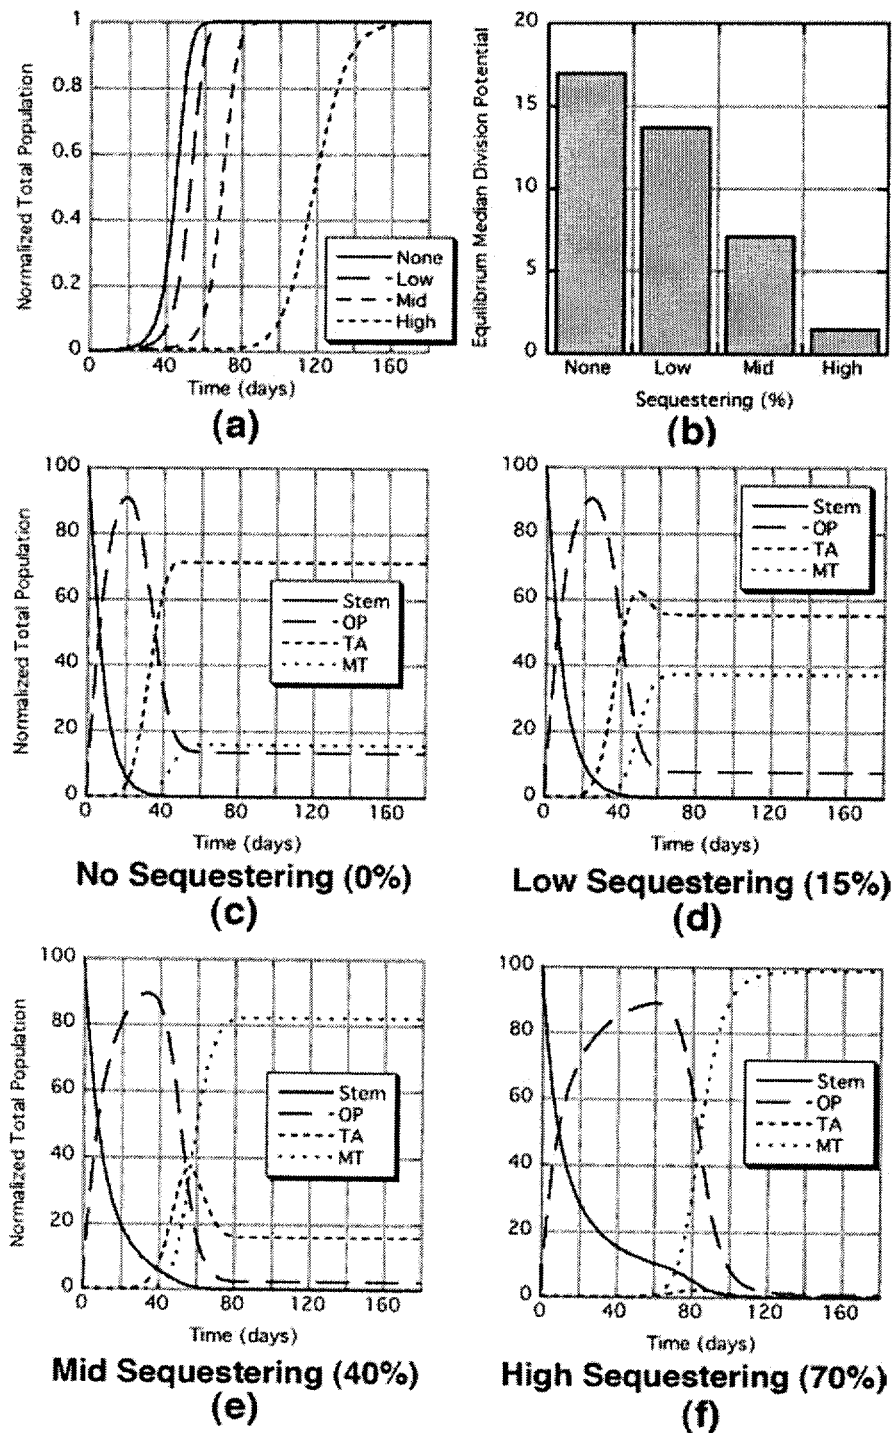 Normalized Total Population
1
0.8
0.6
0.4
0.2
0
None
Low
Mid
High
0 40 80 120 160
Time (days)
(a)
Equilibrium Median Division Potential
20
15
10
5
0
None Low Mid High
Sequestering (%)
(b)
Normalized Total Population
100
80
60
40
20
0
Stem
OP
TA
MT
0 40 80 120 160
Time (days)
No Sequestering (0%)
(c)
100
80
60
40
20
0
Stem
OP
TA
MT
0 40 80 120 160
Time (days)
Low Sequestering (15%)
(d)
Normalized Total Population
100
80
60
40
20
0
Stem
OP
TA
MT
0 40 80 120 160
Time (days)
Mid Sequestering (40%)
(e)
100
80
60
40
20
0
Stem
OP
TA
MT
0 40 80 120 160
Time (days)
High Sequestering (70%)
(f)